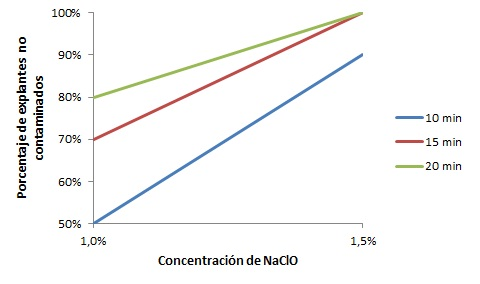 100%
90%
80%
70%
60%
50%
Porcentaje de explantes no
contaminados
1,0%
1,5%
Concentración de NaClO
10 min
15 min
20 min